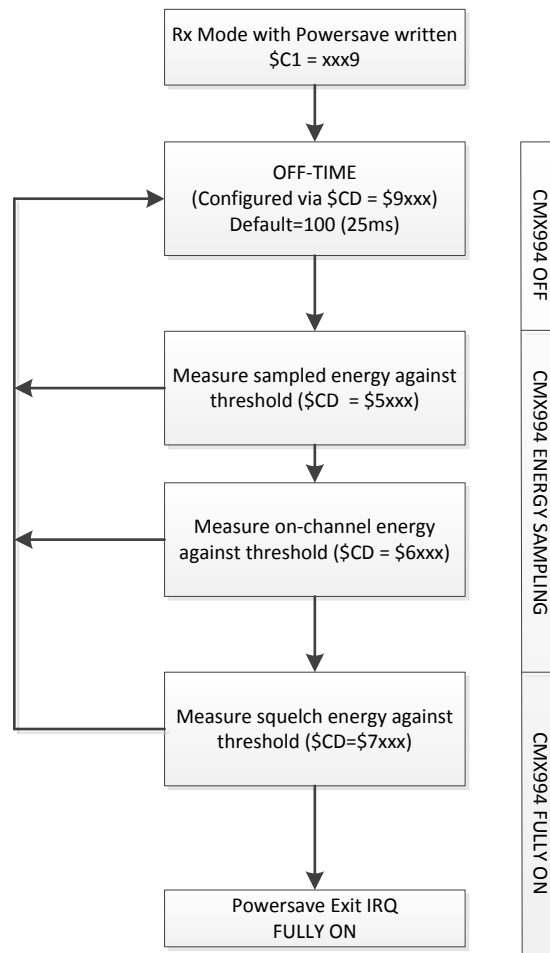 Rx Mode with Powersave written
$C1 = xxx9
OFF-TIME
(Configured via $CD = $9xxx)
Default=100 (25ms)
CMX994 OFF
Measure sampled energy against
threshold ($CD  = $5xxx)
CMX994 ENERGY SAMPLING
Measure on-channel energy
against threshold ($CD = $6xxx)
Measure squelch energy against
threshold ($CD=$7xxx)
CMX994 FULLY ON
Powersave Exit IRQ
FULLY ON